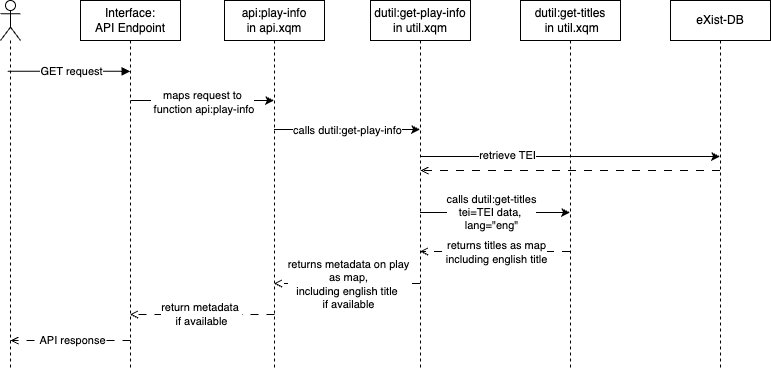 Interface:
API Endpoint
api:play-info
in api.xqm
dutil:get-play-info
in util.xqm
dutil:get-titles
in util.xqm
eXist-DB
GET request
maps request to
function api:play-info
calls dutil:get-play-info
retrieve TEI
calls dutil:get-titles
tei=TEI data,
lang="eng"
returns titles as map
including english title
returns metadata on play
as map,
including english title
if available
return metadata
if available
API response